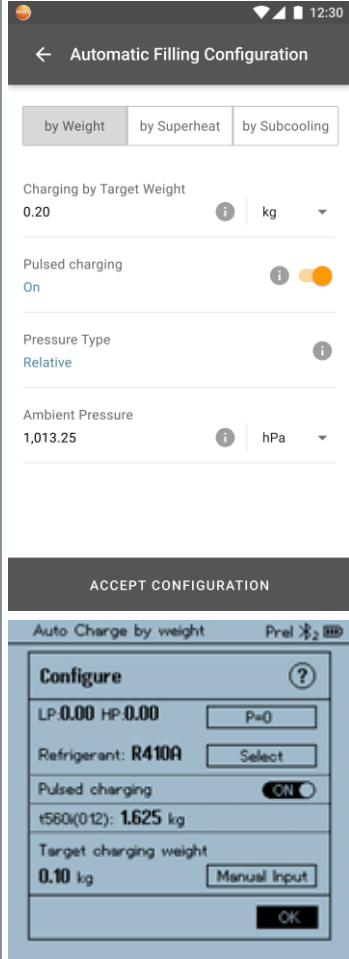 12:30
Automatic Filling Configuration
by Weight by Superheat by Subcooling
Charging by Target Weight
0.20 kg
Pulsed charging
On
Pressure Type
Relative
Ambient Pressure
1,013.25 hPa
ACCEPT CONFIGURATION
Auto Charge by weight Prel 2
Configure ?
LP:0.00 HP:0.00 P=0
Refrigerant: R410A Select
Pulsed charging ON
t560i(012): 1.625 kg
Target charging weight
0.10 kg Manual Input
OK